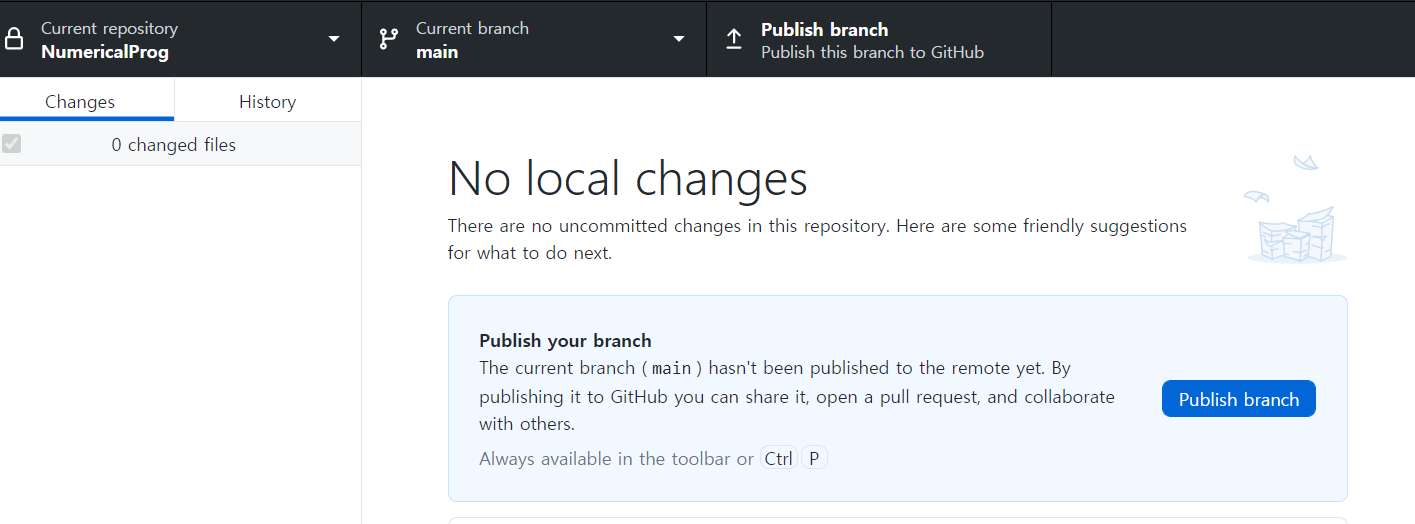 Current repository
NumericalProg
Current branch
main
Publish branch
Publish this branch to GitHub
Changes
History
0 changed files
No local changes
There are no uncommitted changes in this repository. Here are some friendly suggestions
for what to do next.
Publish your branch
The current branch (main) hasn't been published to the remote yet. By
publishing it to GitHub you can share it, open a pull request, and collaborate
with others.
Always available in the toolbar or Ctrl P
Publish branch